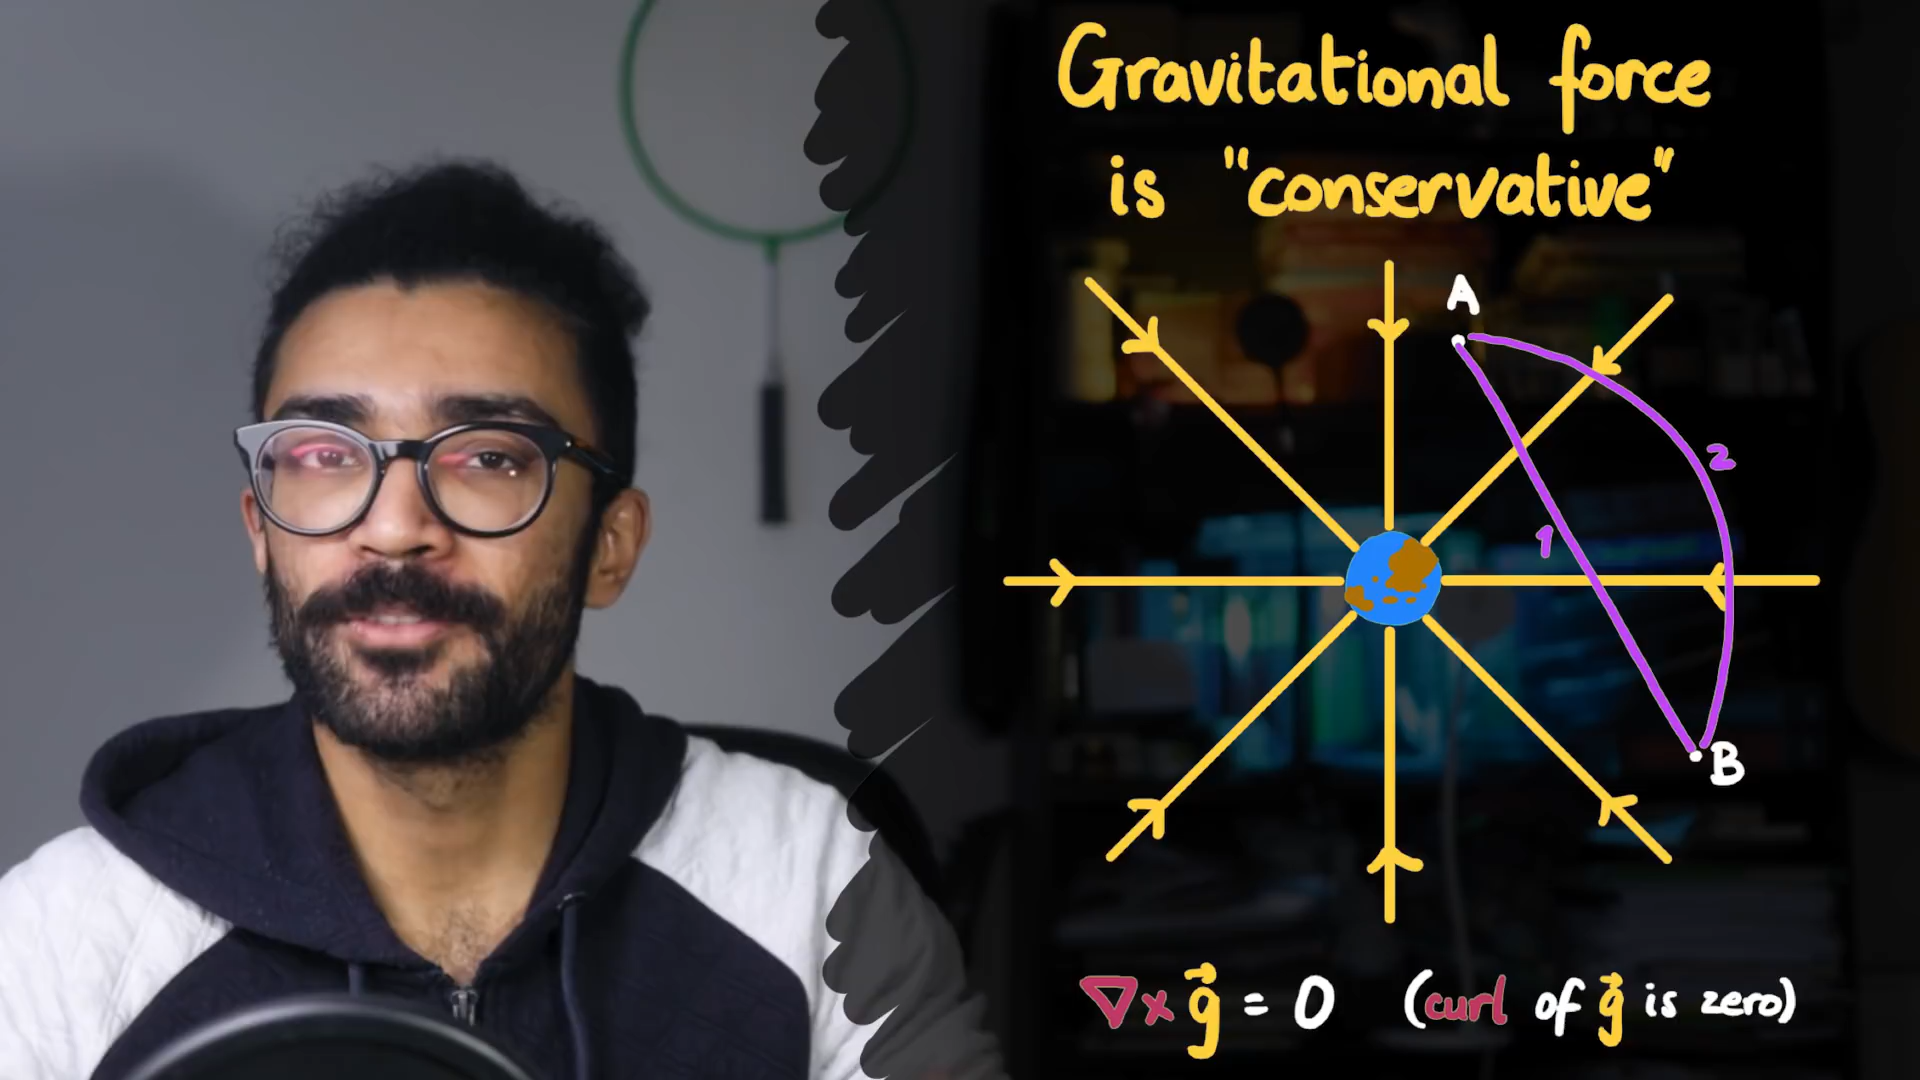 Gravitational force
is "conservative"
A
2
1
B
∇ x g⃗ = 0 (curl of g⃗ is zero)